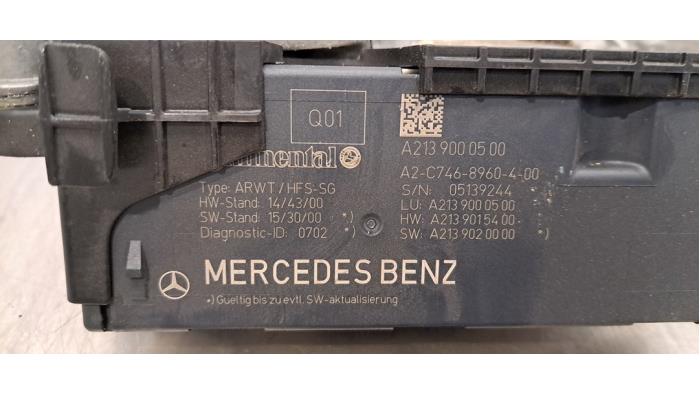 Q01
A213 900 05 00
A2-C746-8960-4-00
Type: ARWT/HFS-SG
S/N: 05139244
HW-Stand: 14/43/00
LU: A213 900 05 00
SW-Stand: 15/30/00 *)
HW: A213 901 54 00
Diagnostic-ID: 0702 *)
SW: A213 902 00 00 *)
MERCEDES BENZ
*) Gueltig bis zu evtl. SW-aktualisierung